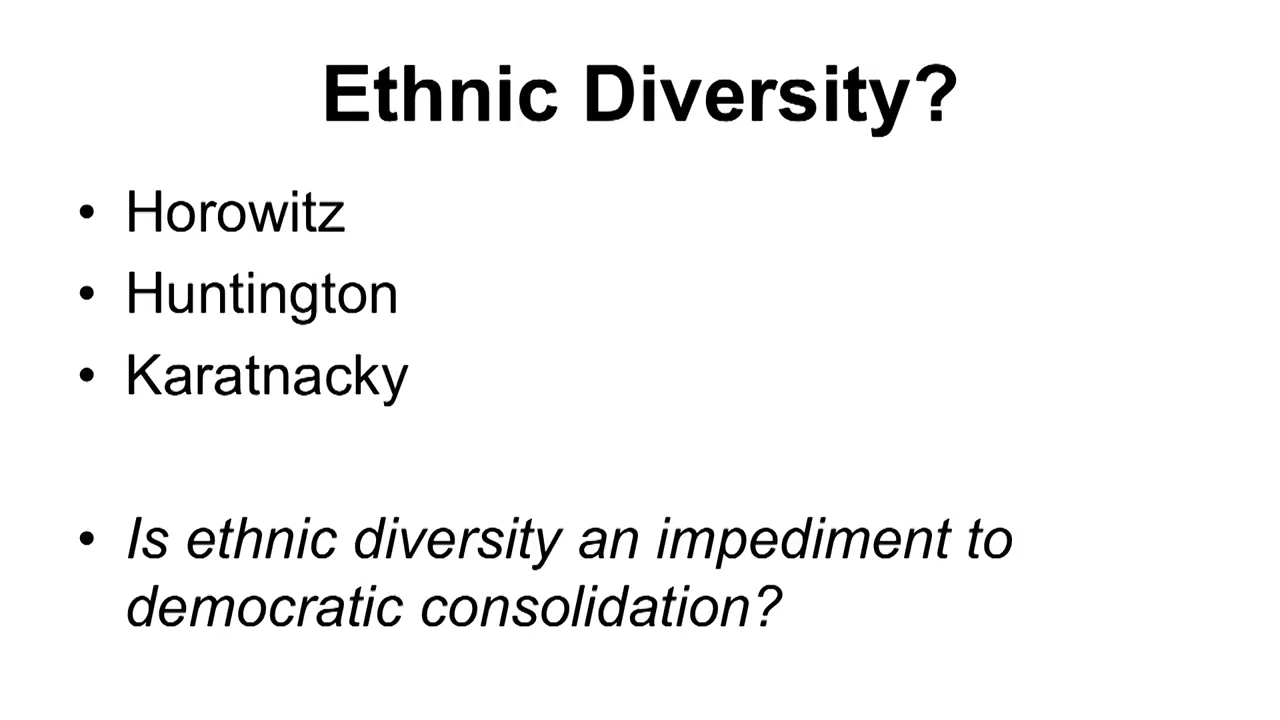 Ethnic Diversity?
• Horowitz
• Huntington
• Karatnacky
• Is ethnic diversity an impediment to
democratic consolidation?